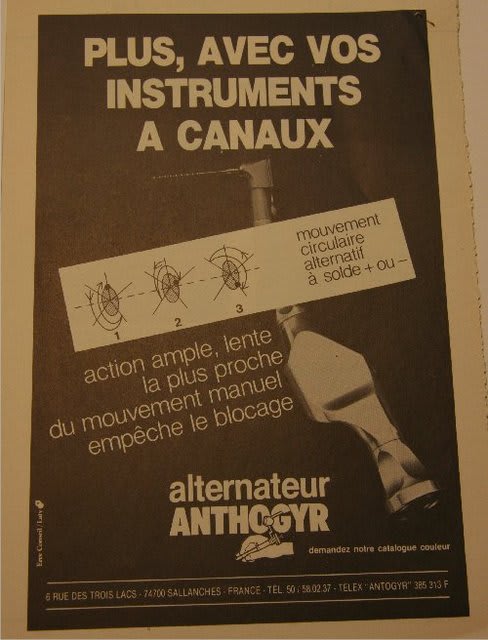 PLUS, AVEC VOS
INSTRUMENTS
A CANAUX
mouvement
circulaire
alternatif
à solde + ou –
1 2 3
action ample, lente
la plus proche
du mouvement manuel
empêche le blocage
alternateur
ANTHOGYR
demandez notre catalogue couleur
6 RUE DES TROIS LACS - 74700 SALLANCHES - FRANCE - TEL. 50 58.02.37 - TELEX "ANTOGYR" 385 213 F